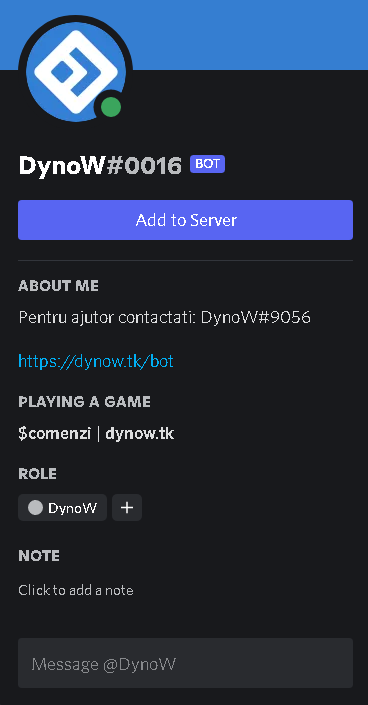 DynoW#0016 BOT
Add to Server
ABOUT ME
Pentru ajutor contactati: DynoW#9056
https://dynow.tk/bot
PLAYING A GAME
$comenzi | dynow.tk
ROLE
DynoW +
NOTE
Click to add a note
Message @DynoW